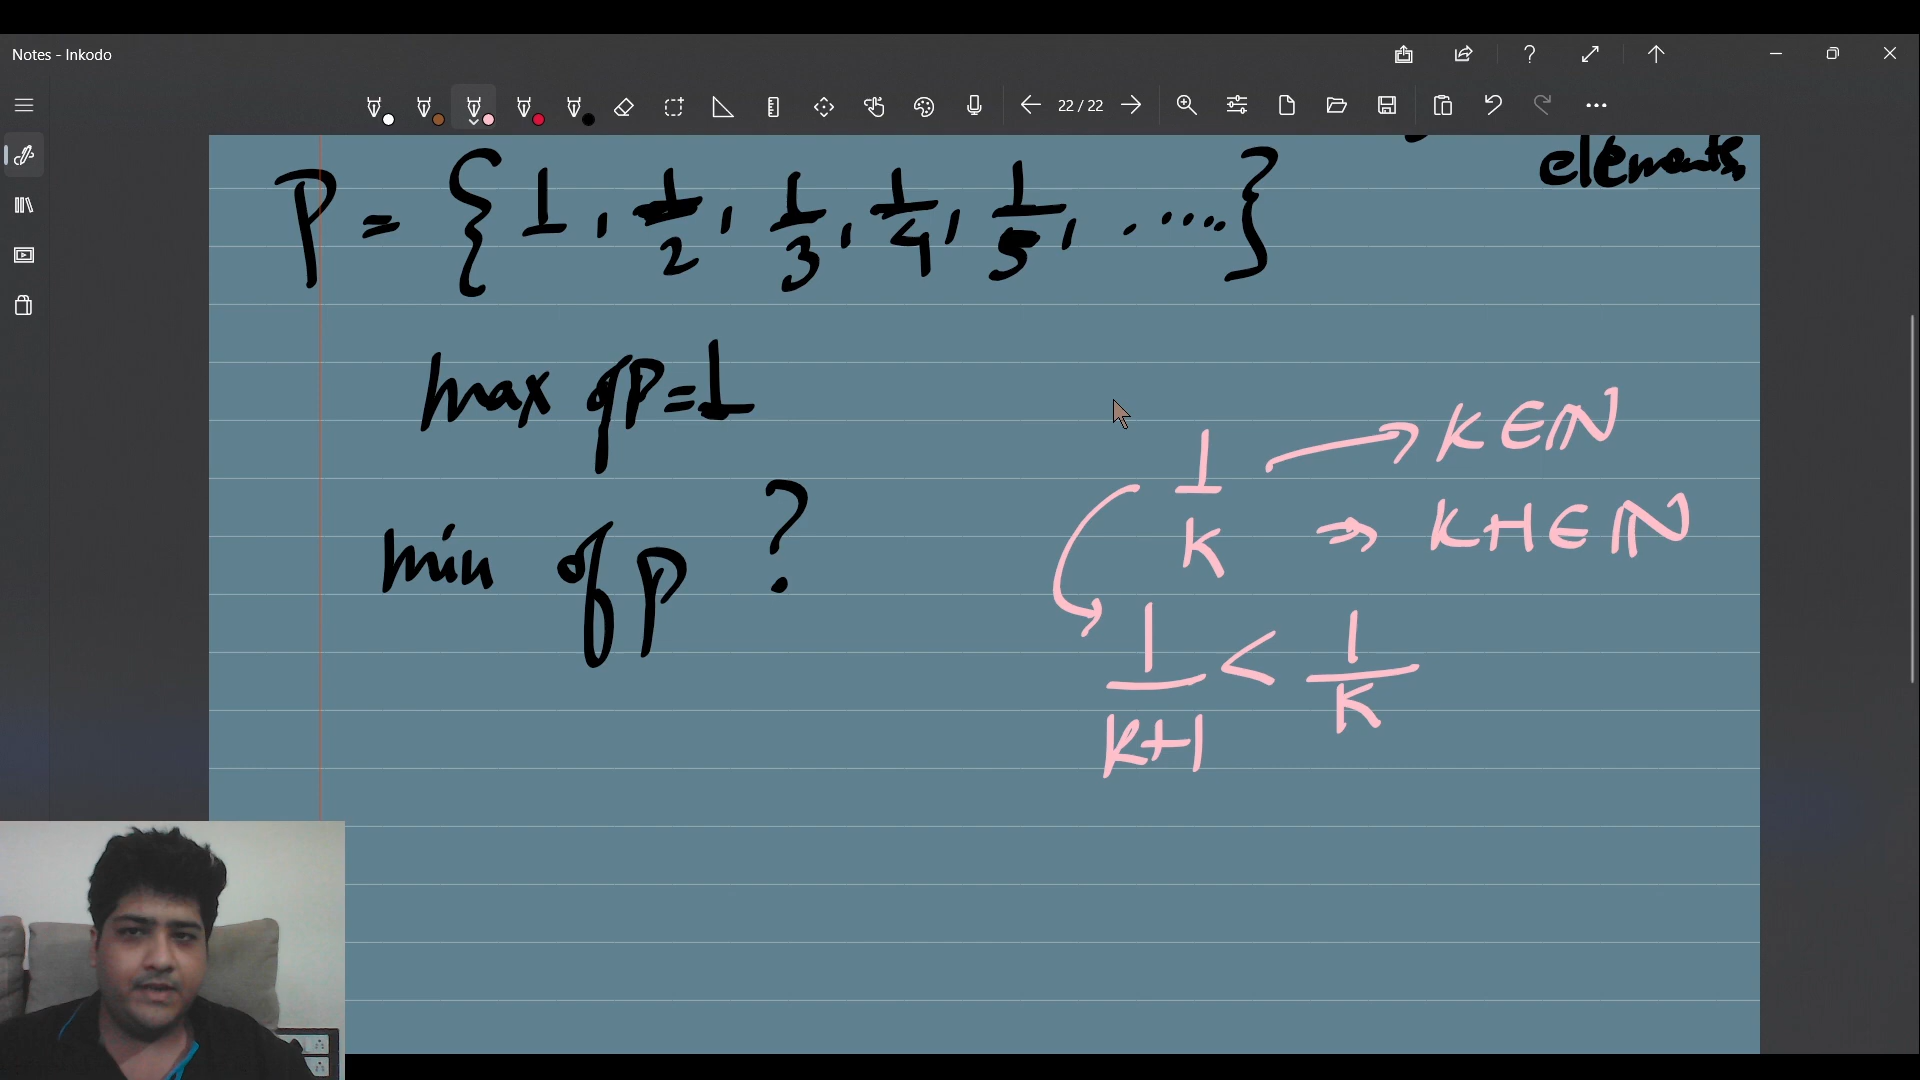 Notes - Inkodo
22 / 22
elements
P = { 1, 1/2, 1/3, 1/4, 1/5, ..... }
max of P = 1
min of P ?
1/K → K ∈ ℕ
⇒ K+1 ∈ ℕ
1/K+1 < 1/K